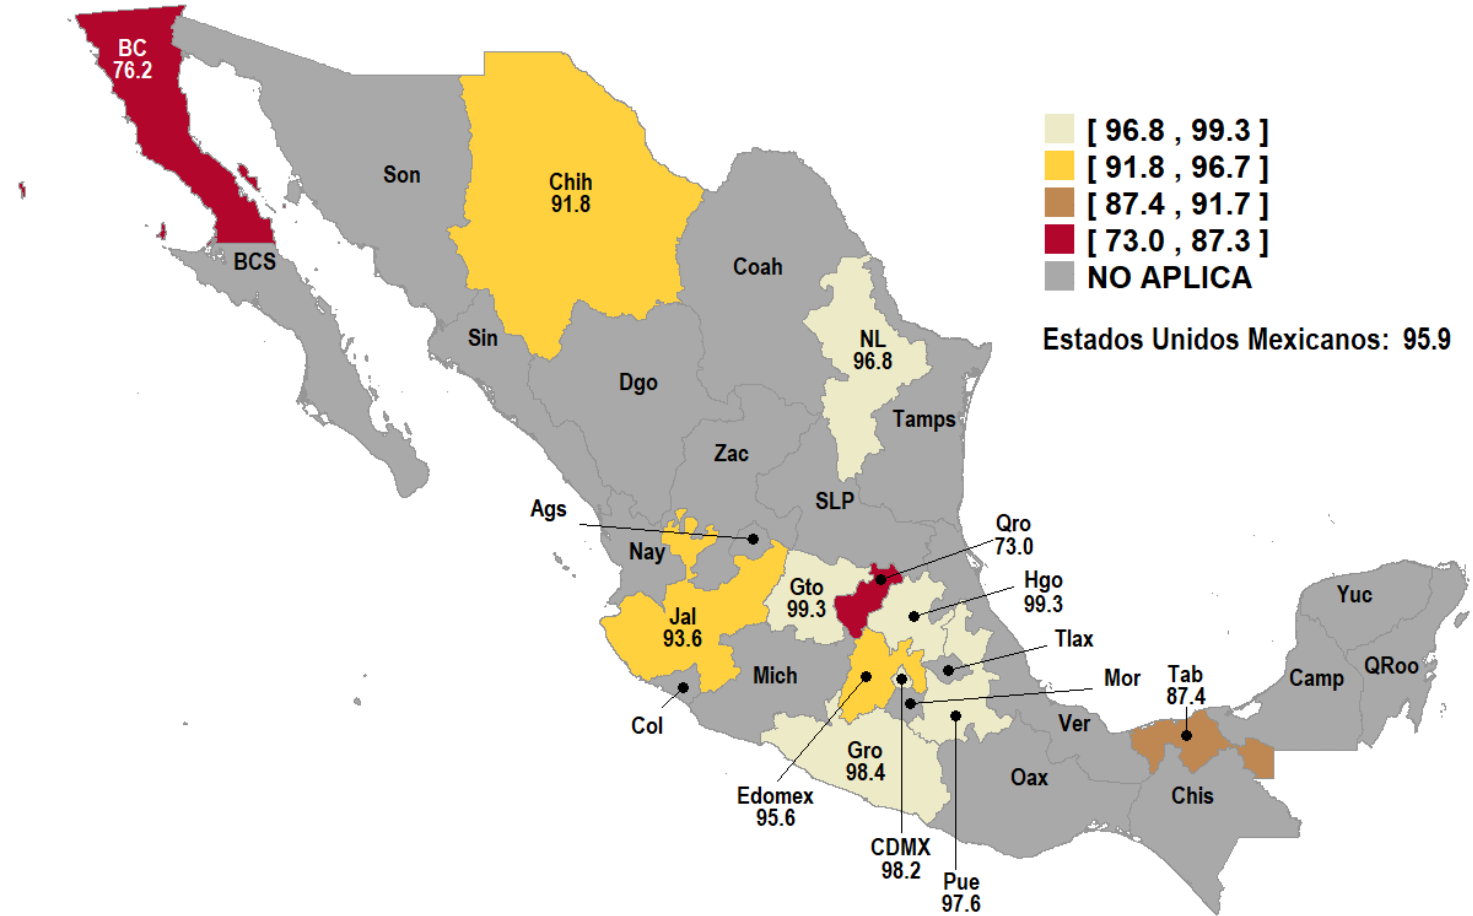 BC
76.2
Son
Chih
91.8
BCS
Coah
[ 96.8 , 99.3 ]
[ 91.8 , 96.7 ]
[ 87.4 , 91.7 ]
[ 73.0 , 87.3 ]
NO APLICA
Estados Unidos Mexicanos: 95.9
Sin
NL
96.8
Dgo
Tamps
Zac
SLP
Ags
Nay
Qro
73.0
Gto
99.3
Hgo
99.3
Jal
93.6
Tlax
Yuc
Mich
Mor
Tab
87.4
Camp
QRoo
Col
Ver
Gro
98.4
Oax
Edomex
95.6
Chis
CDMX
98.2
Pue
97.6